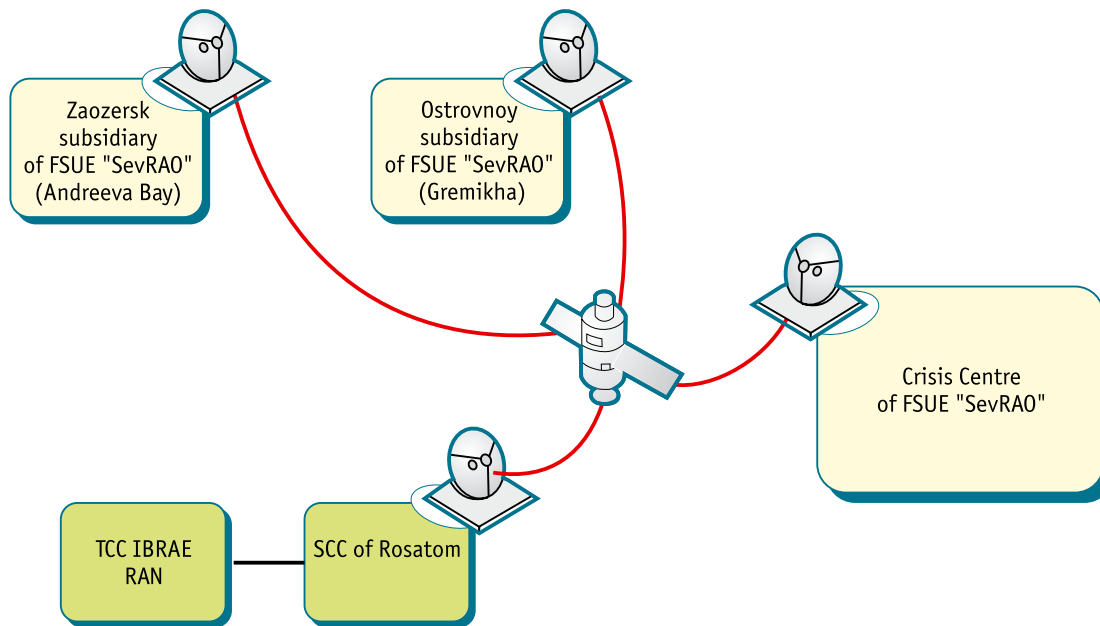 Zaozersk
subsidiary
of FSUE "SevRAO"
(Andreeva Bay)
Ostrovnoy
subsidiary
of FSUE "SevRAO"
(Gremikha)
Crisis Centre
of FSUE "SevRAO"
TCC IBRAE
RAN
SCC of Rosatom